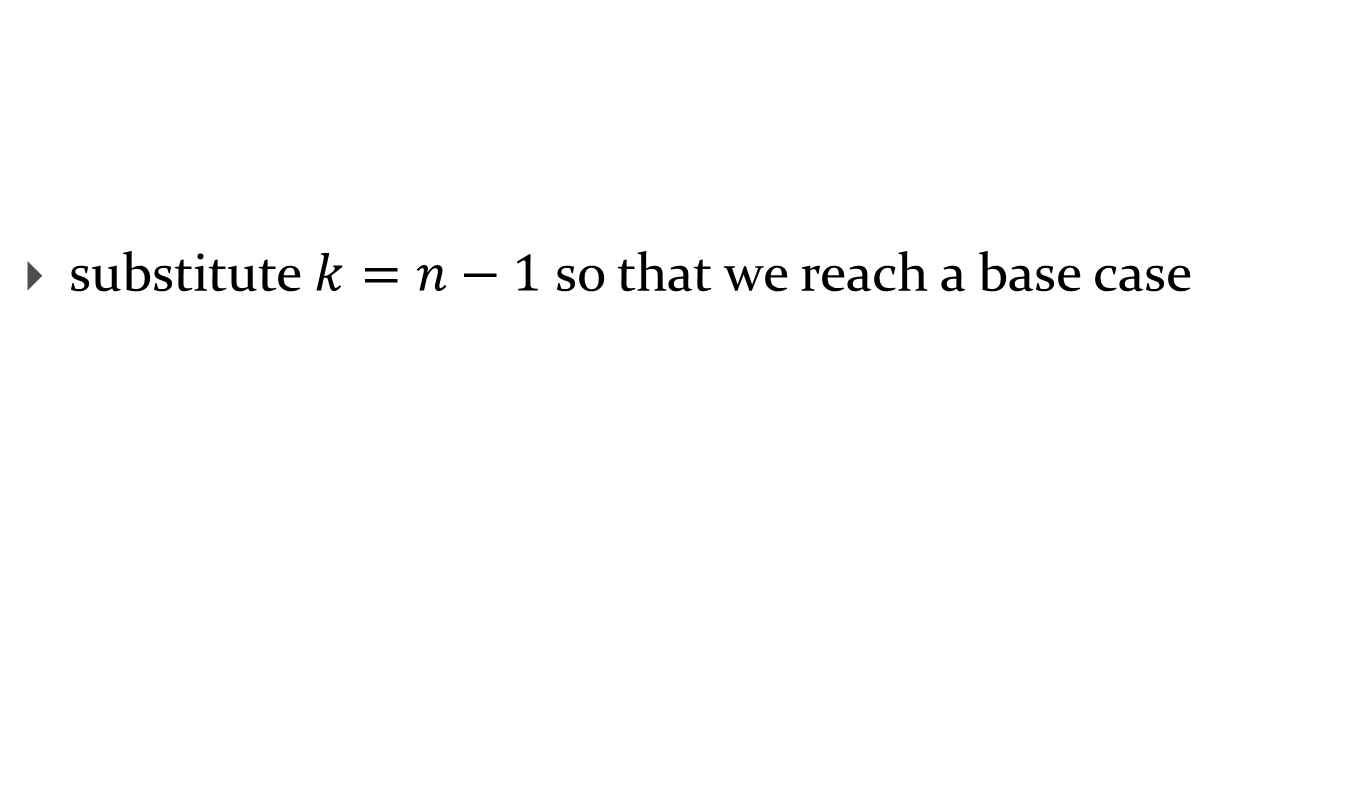 substitute 𝑘 = 𝑛 − 1 so that we reach a base case